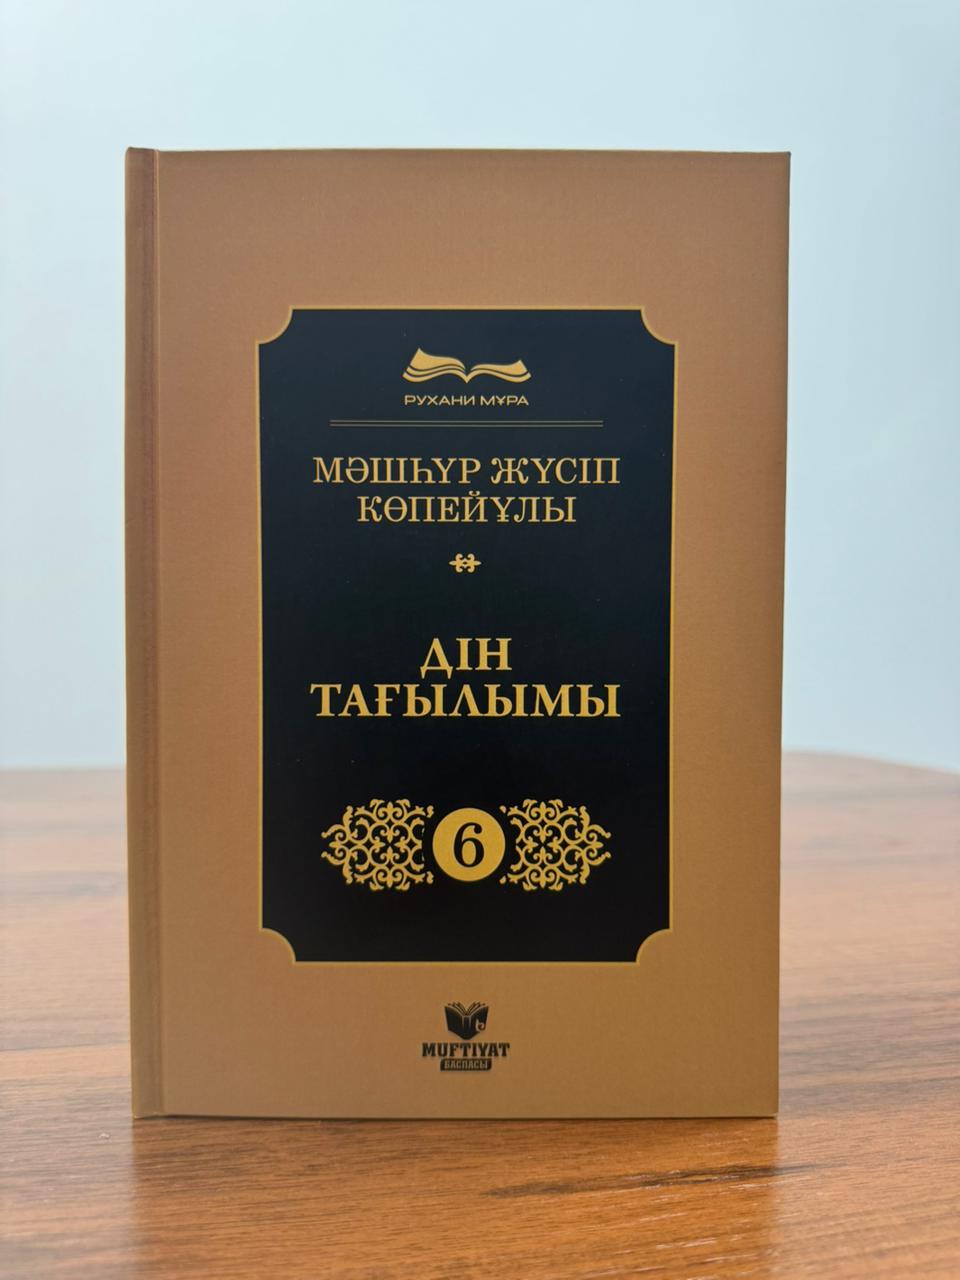 РУХАНИ МҰРА
МӘШҺҮР ЖҮСІП
КӨПЕЙҰЛЫ
ДІН
ТАҒЫЛЫМЫ
6
MUFTIYAT
БАСПАСЫ